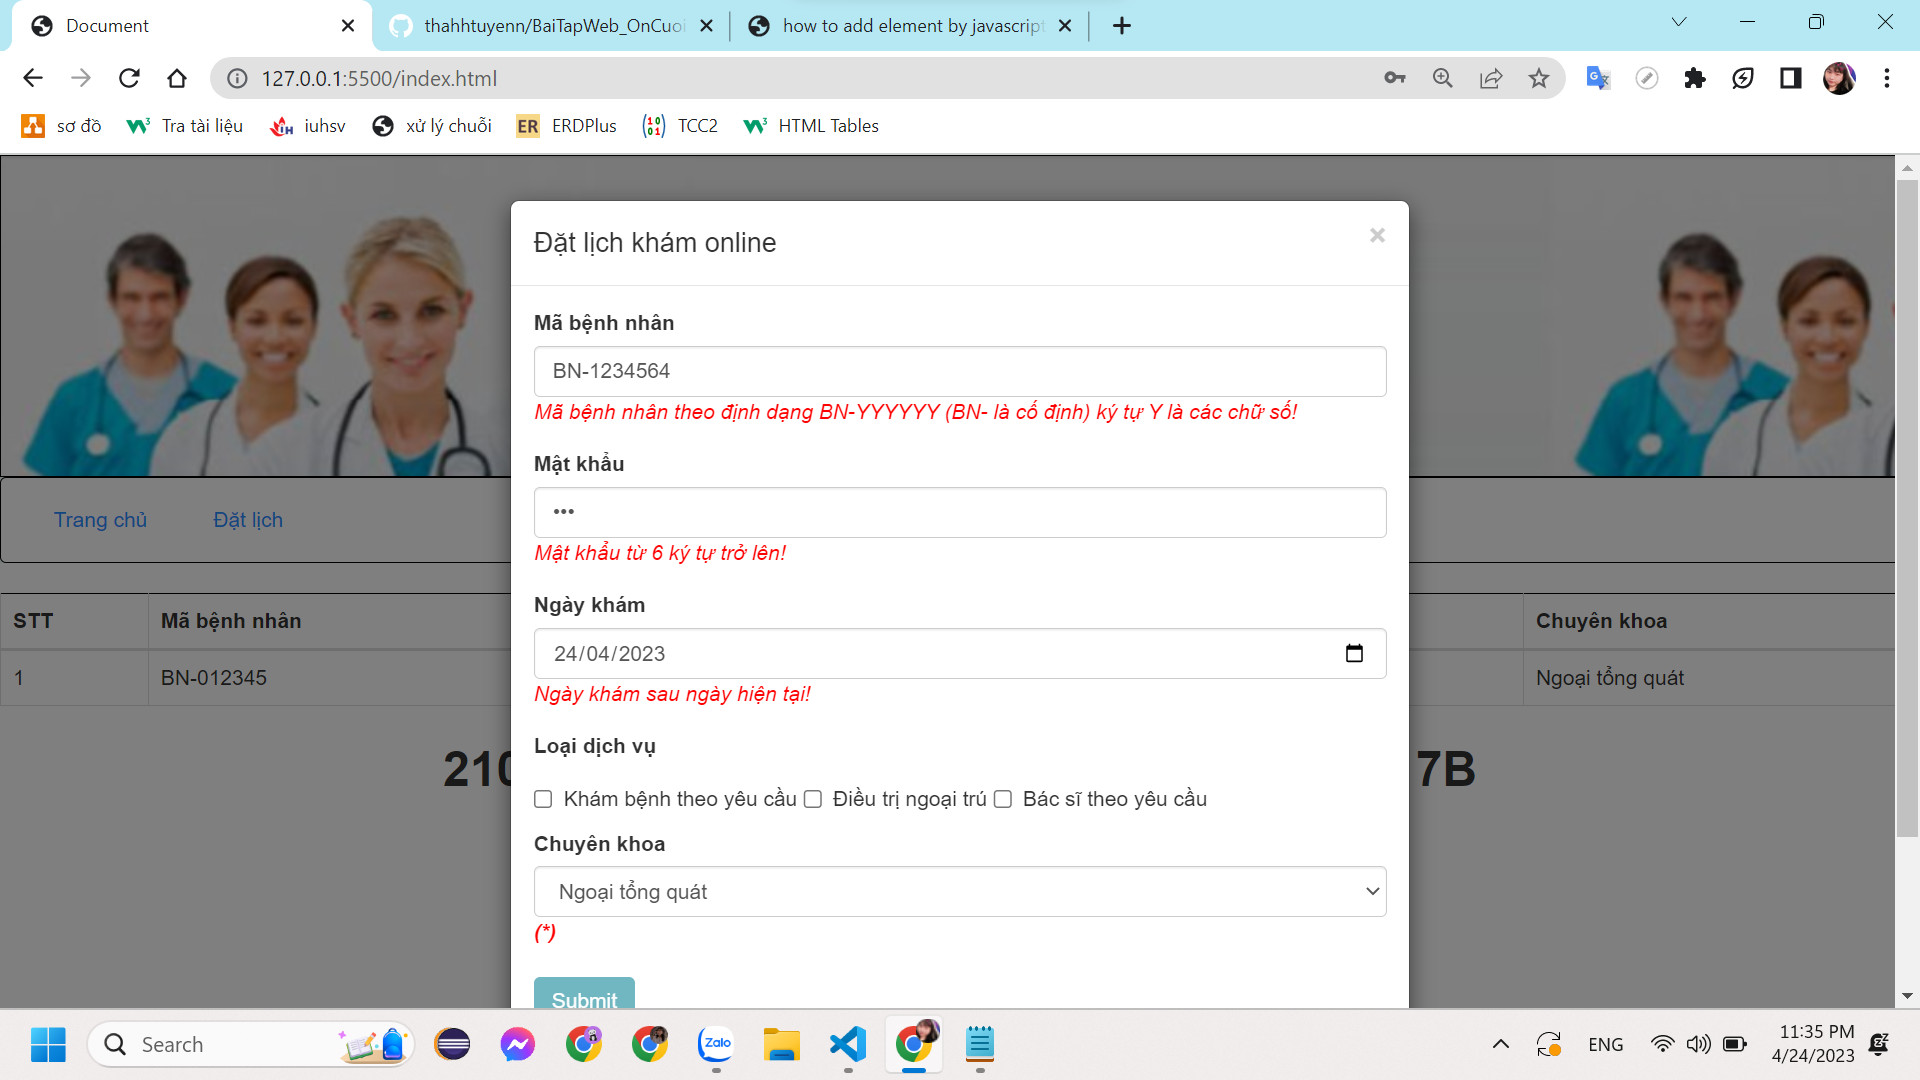 Document
thahhtuyenn/BaiTapWeb_OnCuoi
how to add element by javascript
127.0.0.1:5500/index.html
sơ đồ
Tra tài liệu
iuhsv
xử lý chuỗi
ER
ERDPlus
TCC2
HTML Tables
Đặt lịch khám online
×
Mã bệnh nhân
BN-1234564
Mã bệnh nhân theo định dạng BN-YYYYYY (BN- là cố định) ký tự Y là các chữ số!
Mật khẩu
•••
Mật khẩu từ 6 ký tự trở lên!
Trang chủ
Đặt lịch
Ngày khám
24/04/2023
Ngày khám sau ngày hiện tại!
STT
Mã bệnh nhân
Chuyên khoa
1
BN-012345
Ngoại tổng quát
Loại dịch vụ
210
7B
Khám bệnh theo yêu cầu
Điều trị ngoại trú
Bác sĩ theo yêu cầu
Chuyên khoa
Ngoại tổng quát
(*)
Submit
Search
Zalo
ENG
11:35 PM
4/24/2023